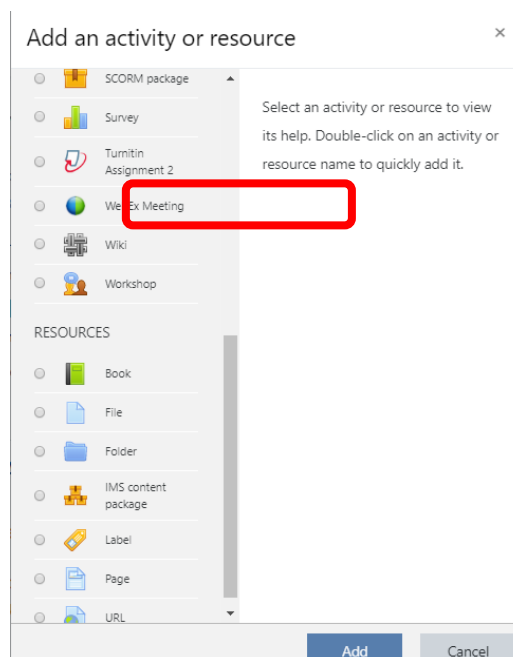 Add an activity or resource
×
SCORM package
Survey
Turnitin
Assignment 2
WebEx Meeting
Wiki
Workshop
RESOURCES
Book
File
Folder
IMS content
package
Label
Page
URL
Select an activity or resource to view
its help. Double-click on an activity or
resource name to quickly add it.
Add
Cancel